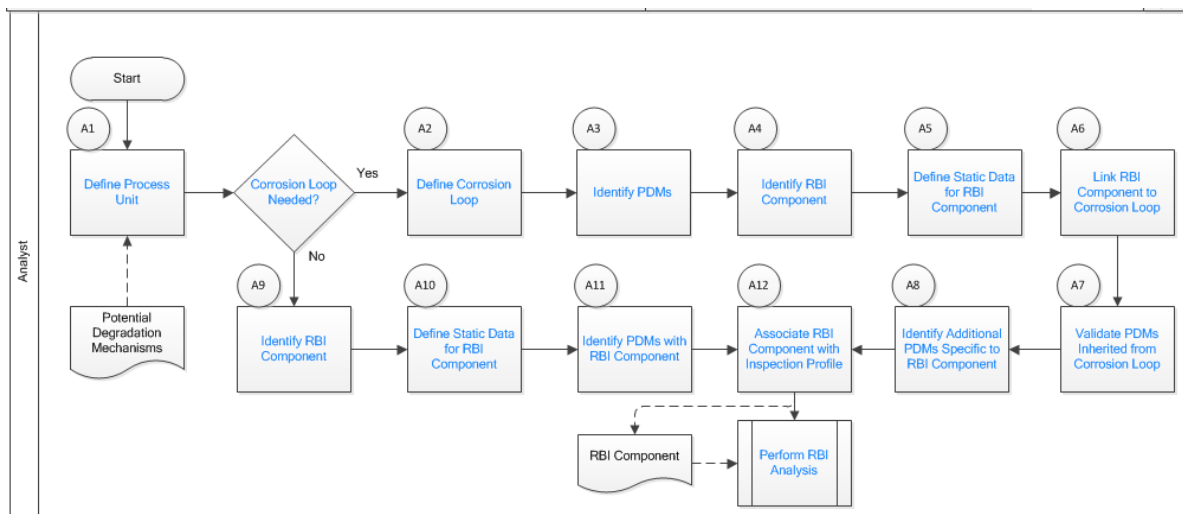 Analyst
Start
A1
Define Process
Unit
Corrosion Loop
Needed?
Yes
No
A2
Define Corrosion
Loop
A3
Identify PDMs
A4
Identify RBI
Component
A5
Define Static Data
for RBI
Component
A6
Link RBI
Component to
Corrosion Loop
Potential
Degradation
Mechanisms
A9
Identify RBI
Component
A10
Define Static Data
for RBI
Component
A11
Identify PDMs with
RBI Component
A12
Associate RBI
Component with
Inspection Profile
A8
Identify Additional
PDMs Specific to
RBI Component
A7
Validate PDMs
Inherited from
Corrosion Loop
RBI Component
Perform RBI
Analysis